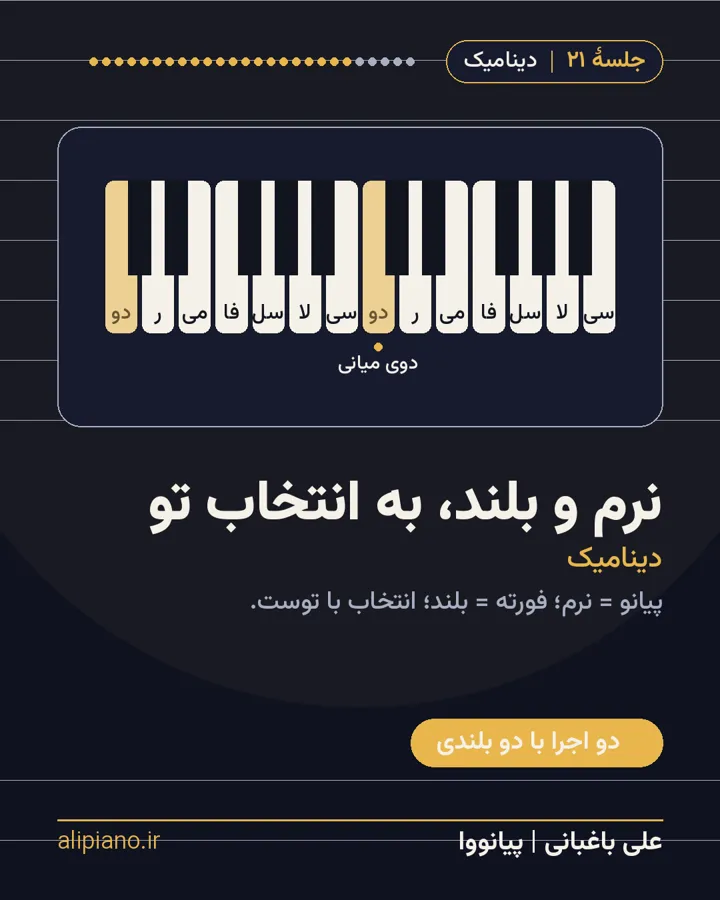 جلسهٔ ۲۱ | دینامیک
دو ر می فا سل لا سی دو ر می فا سل لا سی
دوی میانی
نرم و بلند، به انتخاب تو
دینامیک
پیانو = نرم؛ فورته = بلند؛ انتخاب با توست.
دو اجرا با دو بلندی
علی باغبانی | پیانووا
alipiano.ir